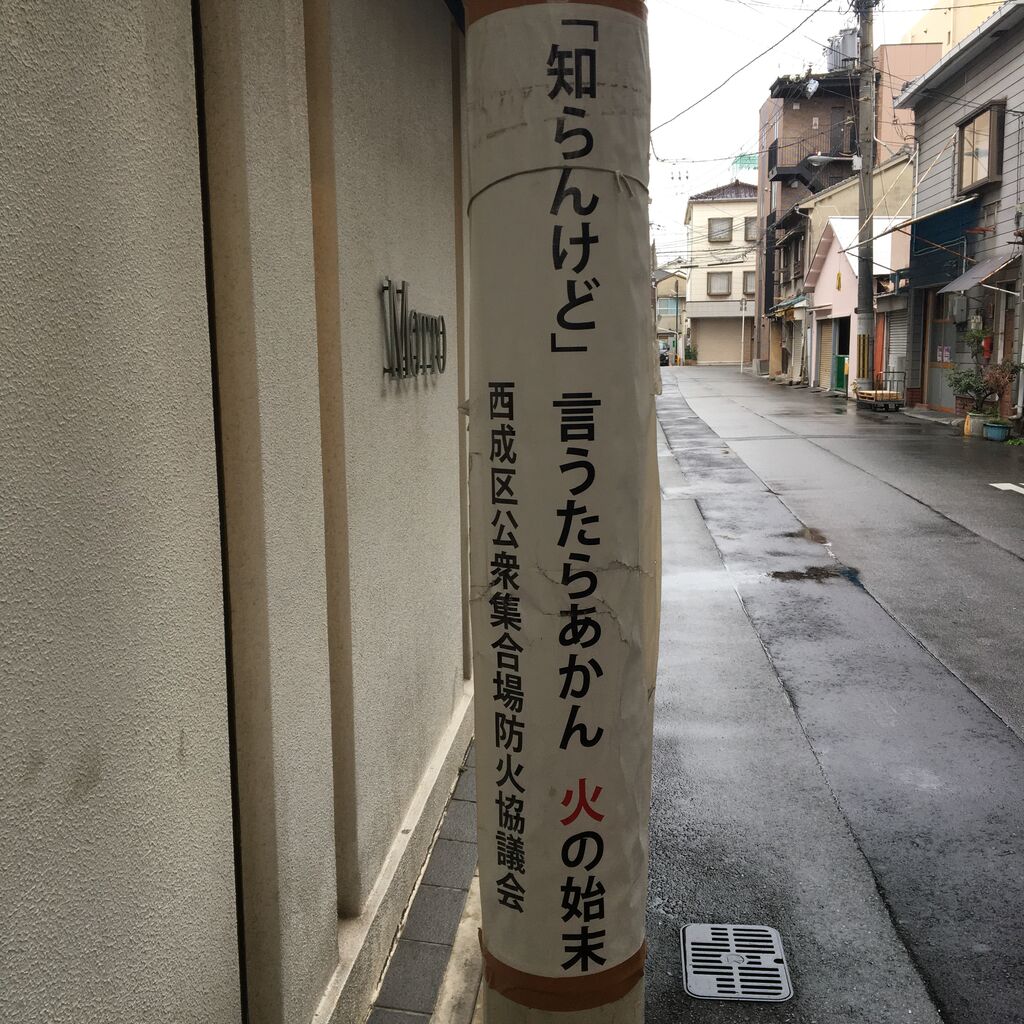 「知らんけど」言うたらあかん 火の始末
西成区公衆集合場防火協議会